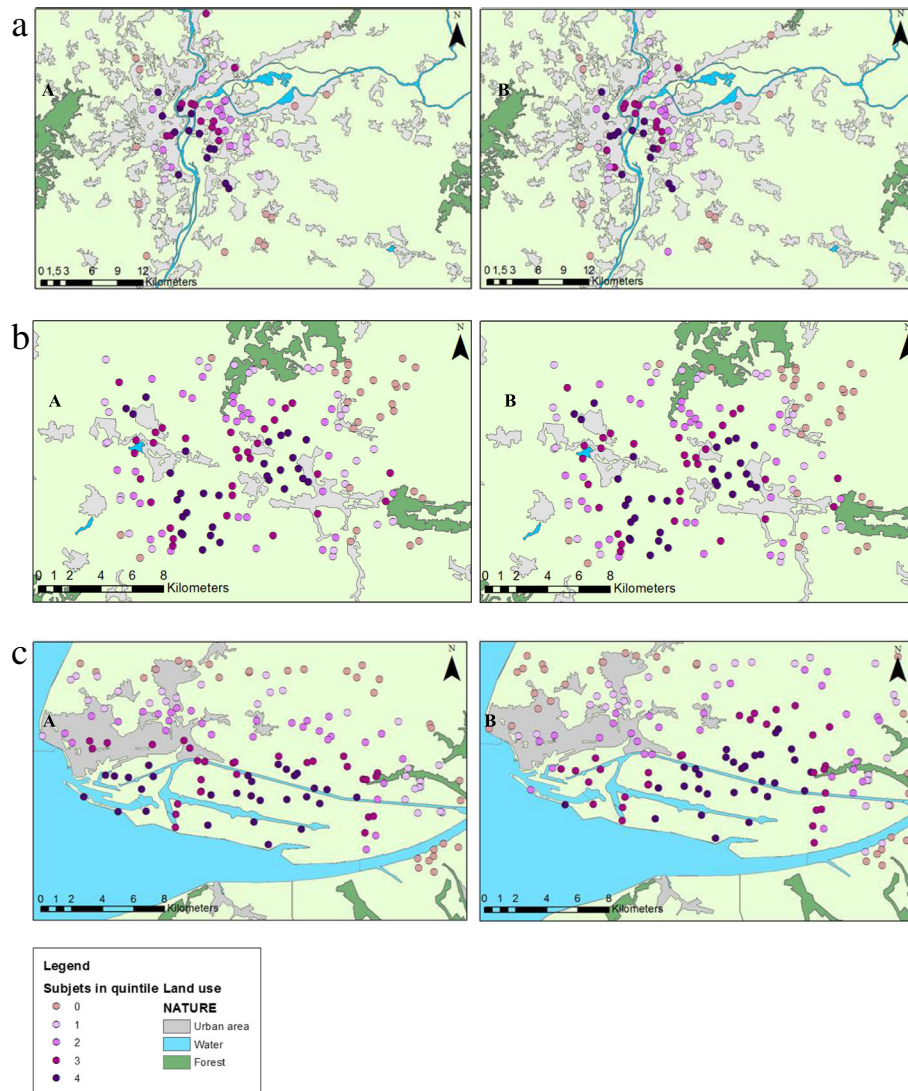 a
A
N
0 1,5 3 6 9 12
Kilometers
B
N
0 1,5 3 6 9 12
Kilometers
b
A
N
0 1 2 4 6 8
Kilometers
B
N
0 1 2 4 6 8
Kilometers
c
A
N
0 1 2 4 6 8
Kilometers
B
N
0 1 2 4 6 8
Kilometers
Legend
Subjets in quintile Land use
0 NATURE
1 Urban area
2 Water
3 Forest
4